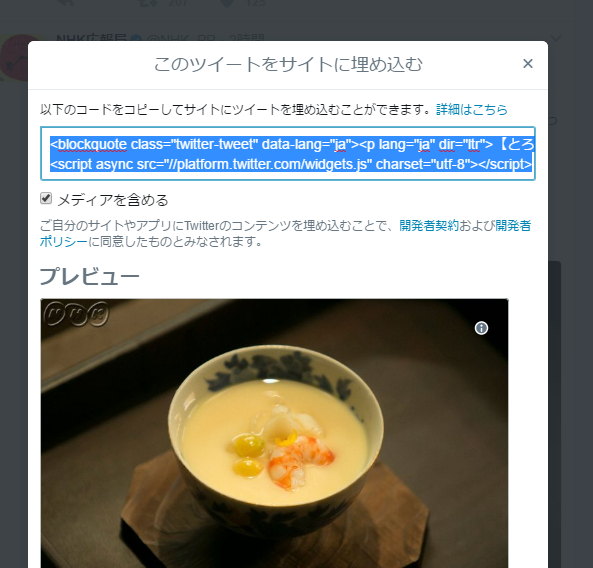 NHK広報局 @NHK_PR · 2時間
207 125
このツイートをサイトに埋め込む ×
以下のコードをコピーしてサイトにツイートを埋め込むことができます。詳細はこちら
<blockquote class="twitter-tweet" data-lang="ja"><p lang="ja" dir="ltr">【とろ
<script async src="//platform.twitter.com/widgets.js" charset="utf-8"></script>
メディアを含める
ご自分のサイトやアプリにTwitterのコンテンツを埋め込むことで、開発者契約および開発者
ポリシーに同意したものとみなされます。
プレビュー
NHK